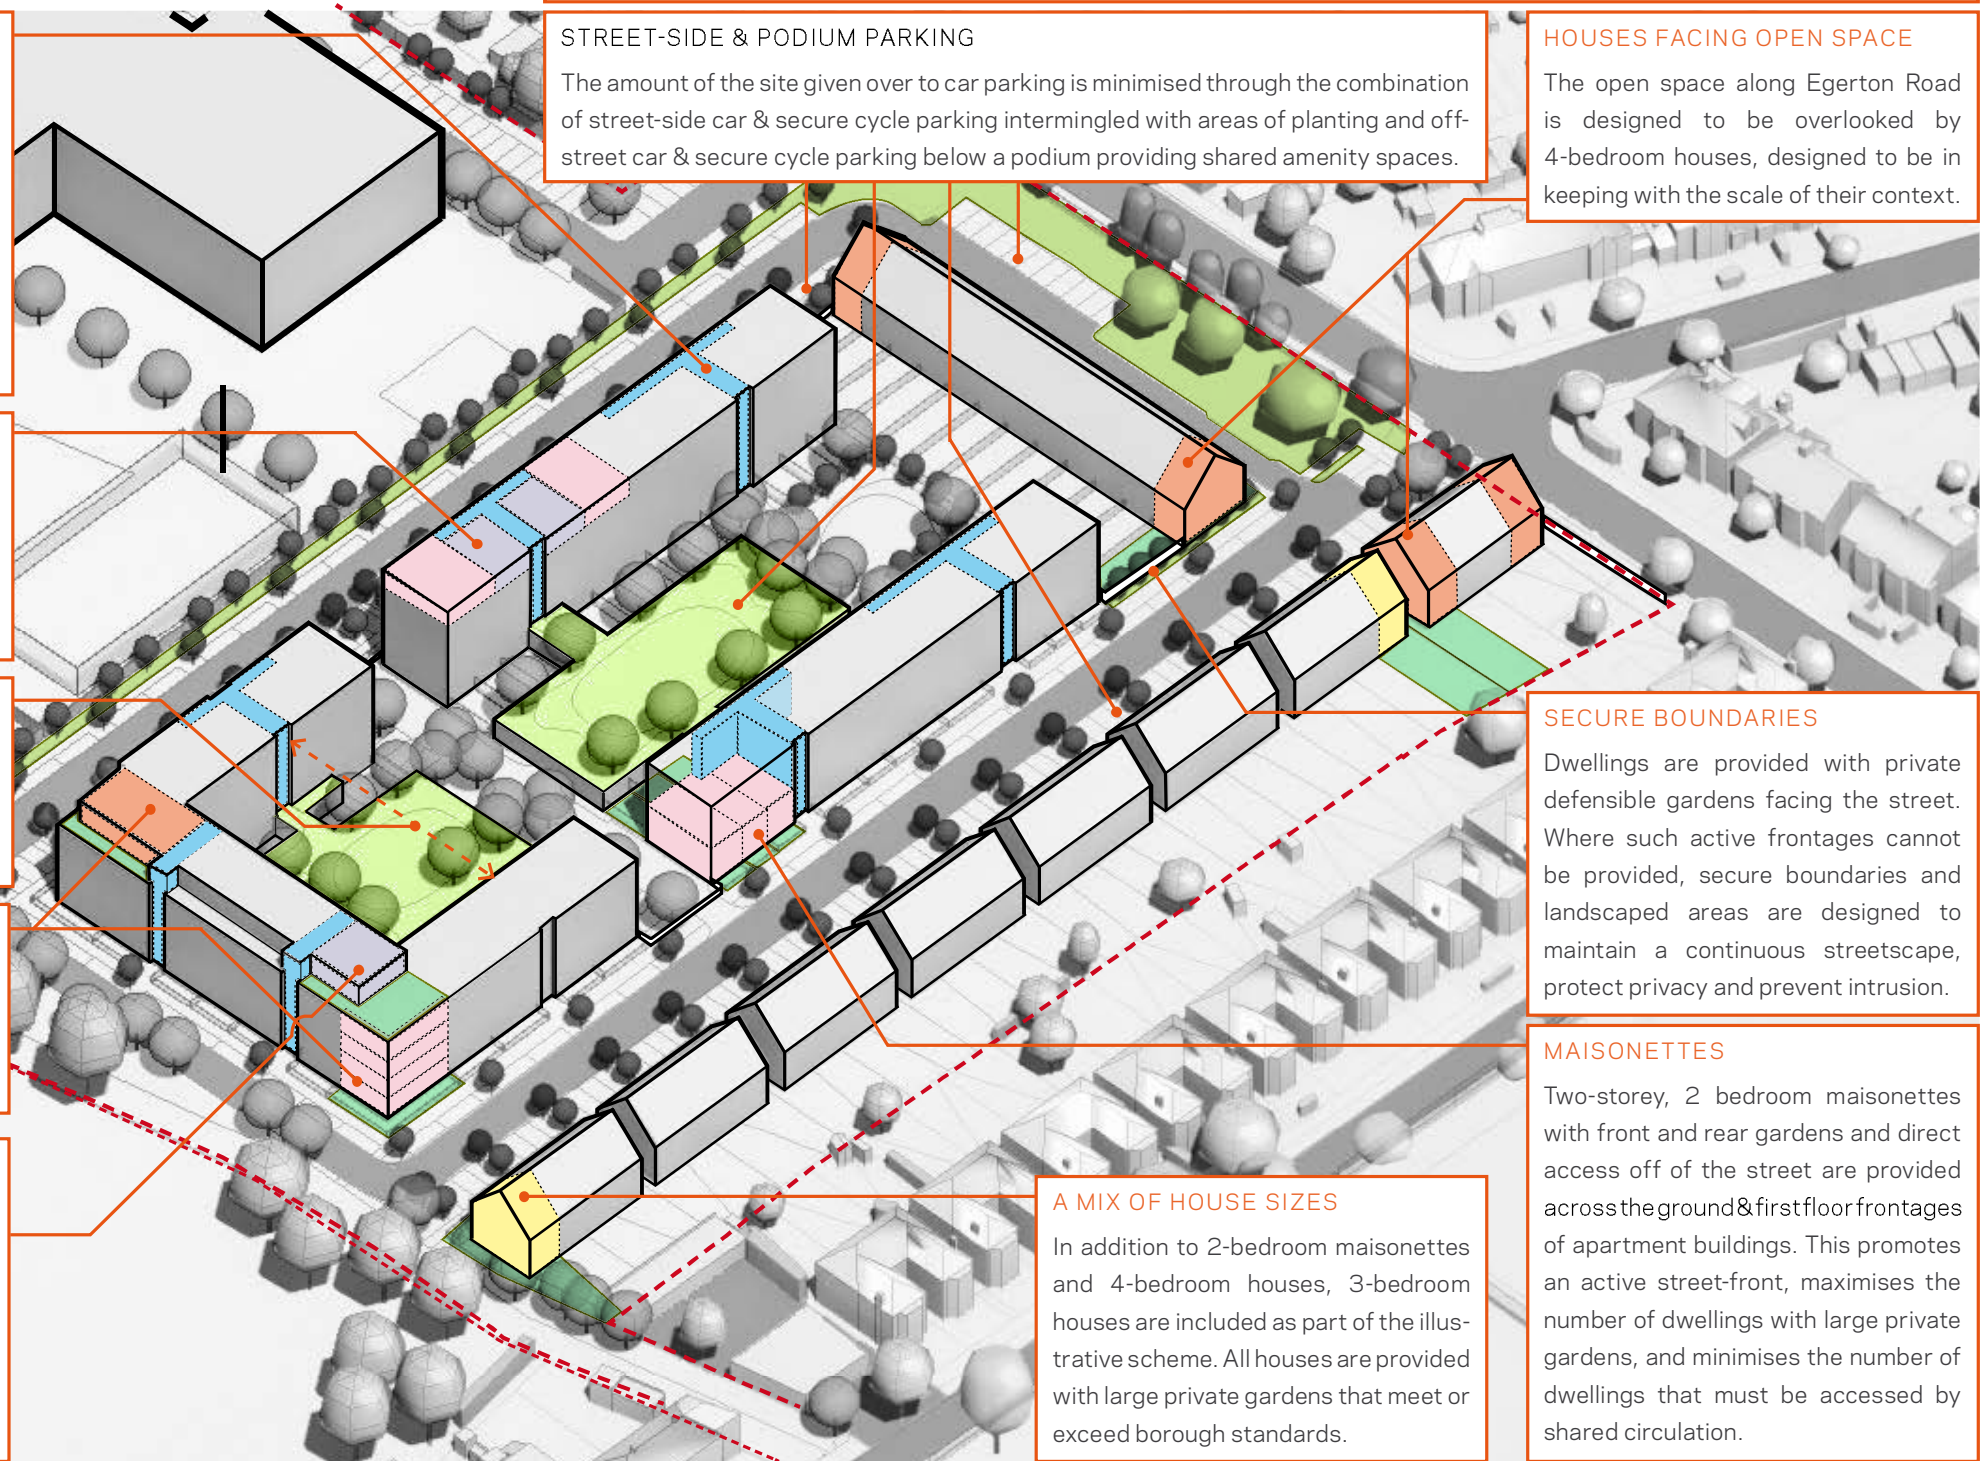 STREET-SIDE & PODIUM PARKING
The amount of the site given over to car parking is minimised through the combination
of street-side car & secure cycle parking intermingled with areas of planting and off-
street car & secure cycle parking below a podium providing shared amenity spaces.
HOUSES FACING OPEN SPACE
The open space along Egerton Road
is designed to be overlooked by
4-bedroom houses, designed to be in
keeping with the scale of their context.
SECURE BOUNDARIES
Dwellings are provided with private
defensible gardens facing the street.
Where such active frontages cannot
be provided, secure boundaries and
landscaped areas are designed to
maintain a continuous streetscape,
protect privacy and prevent intrusion.
MAISONETTES
Two-storey, 2 bedroom maisonettes
with front and rear gardens and direct
access off of the street are provided
across the ground & first floor frontages
of apartment buildings. This promotes
an active street-front, maximises the
number of dwellings with large private
gardens, and minimises the number of
dwellings that must be accessed by
shared circulation.
A MIX OF HOUSE SIZES
In addition to 2-bedroom maisonettes
and 4-bedroom houses, 3-bedroom
houses are included as part of the illus-
trative scheme. All houses are provided
with large private gardens that meet or
exceed borough standards.